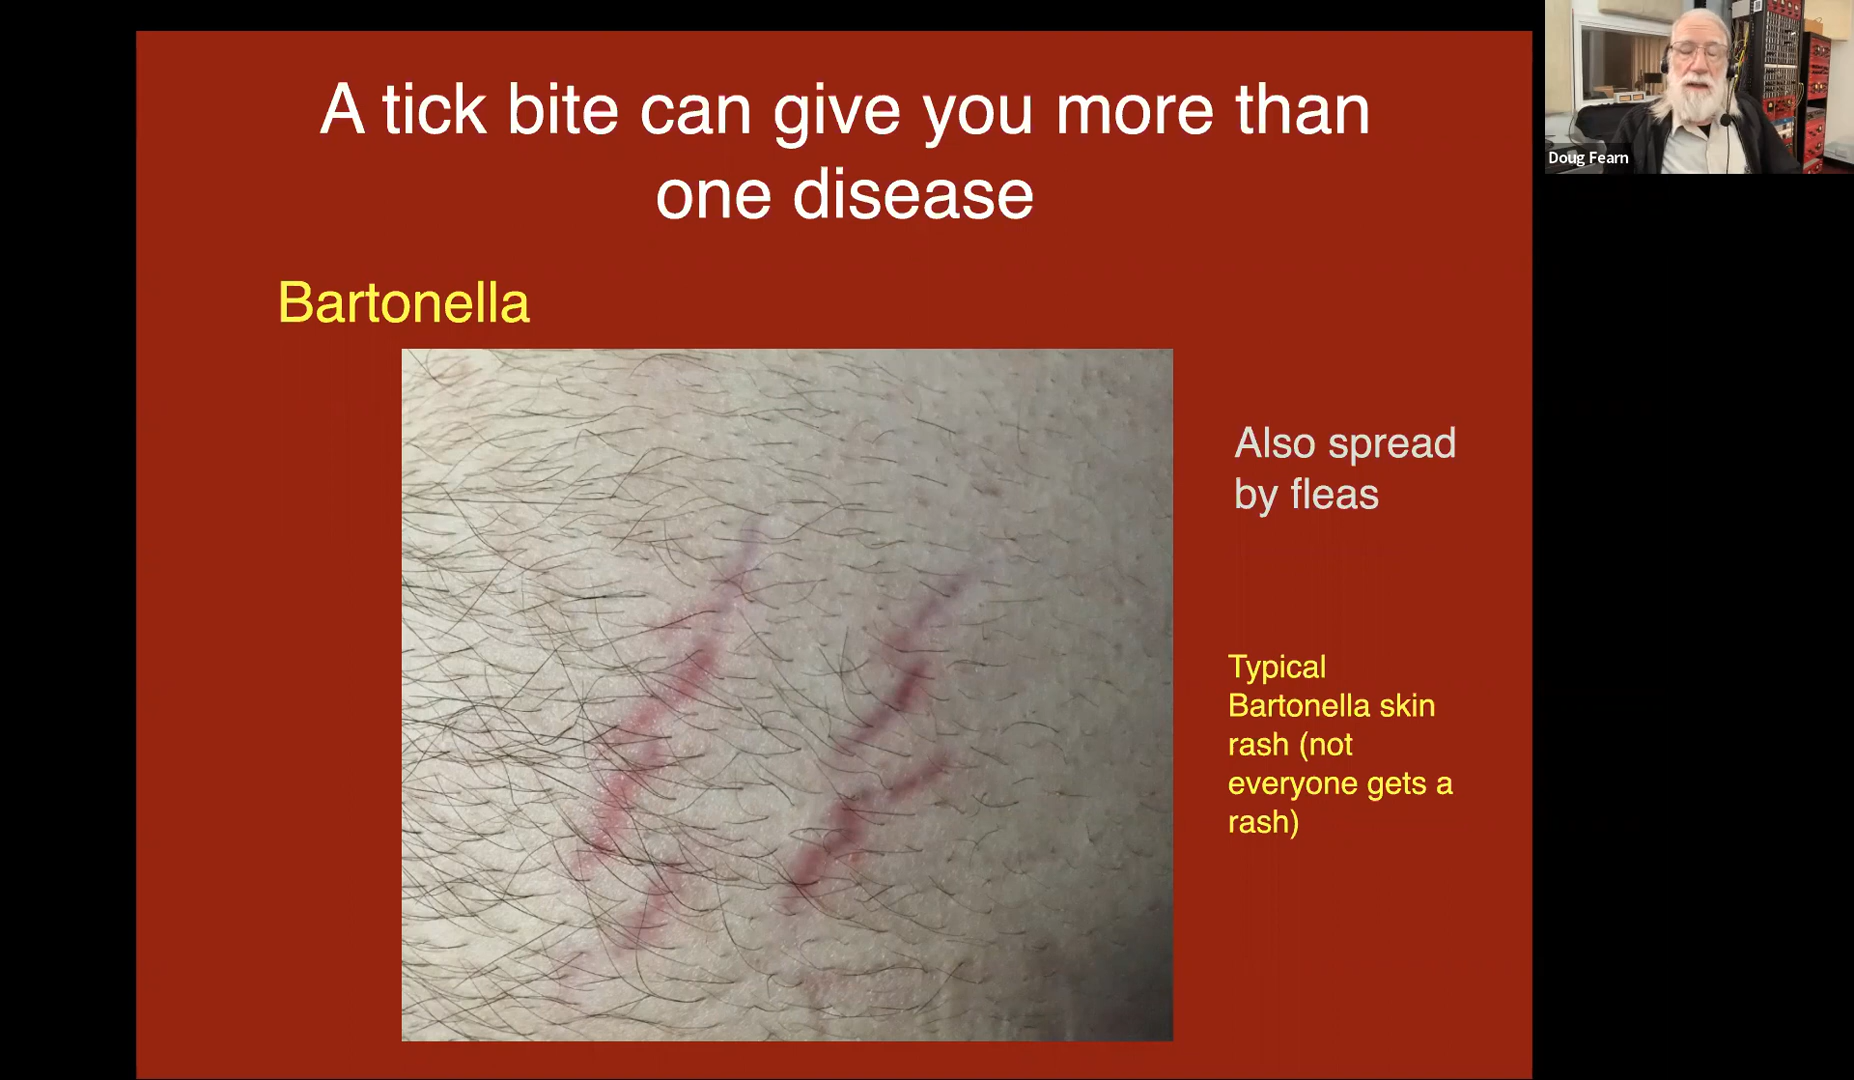 A tick bite can give you more than
one disease
Bartonella
Also spread
by fleas
Typical
Bartonella skin
rash (not
everyone gets a
rash)
Doug Fearn